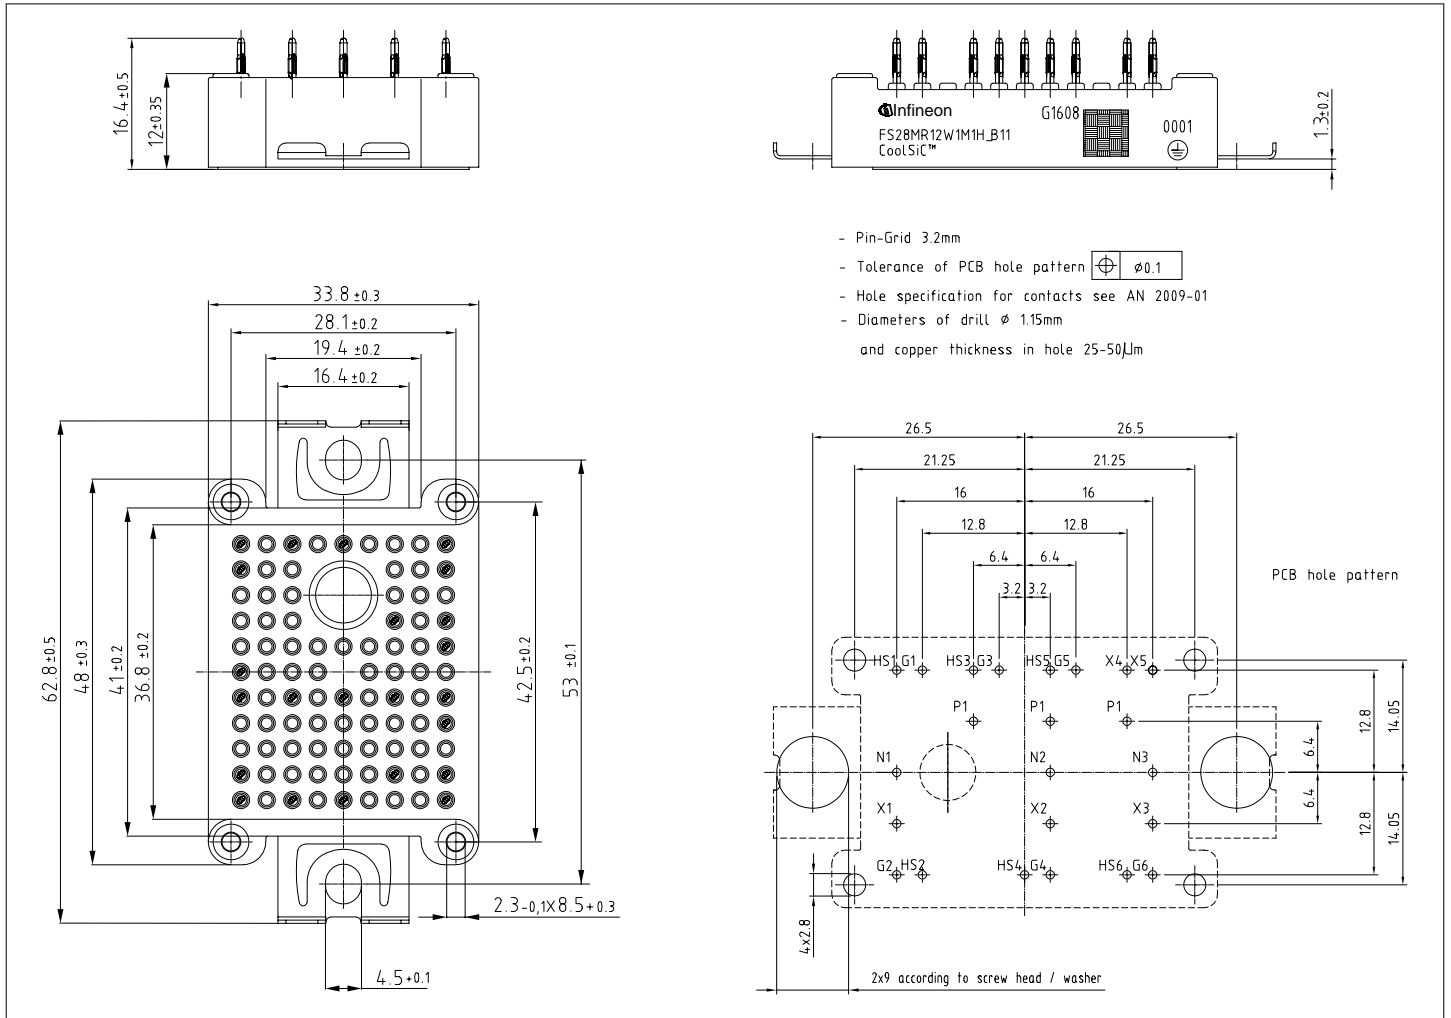 16.4±0.5
12±0.35
Infineon
G1608
FS28MR12W1M1H_B11
CoolSiC™
0001
1.3±0.2
- Pin-Grid 3.2mm
- Tolerance of PCB hole pattern ⌖ ⌀0.1
- Hole specification for contacts see AN 2009-01
- Diameters of drill ⌀ 1.15mm
and copper thickness in hole 25-50µm
33.8 ±0.3
28.1±0.2
19.4 ±0.2
16.4±0.2
62.8±0.5
48±0.3
41±0.2
36.8±0.2
42.5±0.2
53 ±0.1
2.3-0,1X8.5+0.3
4.5+0.1
26.5 26.5
21.25 21.25
16 16
12.8 12.8
6.4 6.4
3.2 3.2
PCB hole pattern
HS1 G1 HS3 G3 HS5 G5 X4 X5
P1 P1 P1
N1 N2 N3
X1 X2 X3
G2 HS2 HS4 G4 HS6 G6
6.4
12.8
14.05
6.4
12.8
14.05
4x2.8
2x9 according to screw head / washer